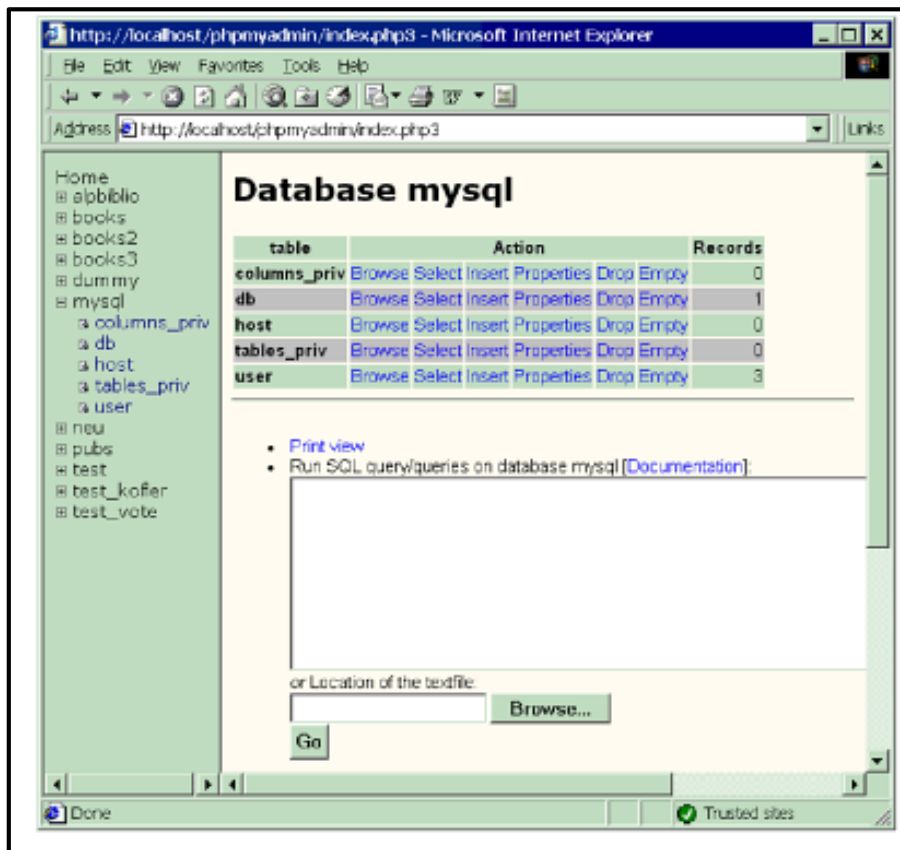 http://localhost/phpmyadmin/index.php3 - Microsoft Internet Explorer
File Edit View Favorites Tools Help
Address http://localhost/phpmyadmin/index.php3 Links
Home
alpbiblio
books
books2
books3
dummy
mysql
columns_priv
db
host
tables_priv
user
neu
pubs
test
test_koffer
test_vote
Database mysql
table Action Records
columns_priv Browse Select Insert Properties Drop Empty 0
db Browse Select Insert Properties Drop Empty 1
host Browse Select Insert Properties Drop Empty 0
tables_priv Browse Select Insert Properties Drop Empty 0
user Browse Select Insert Properties Drop Empty 3
Print view
Run SQL query/queries on database mysql [Documentation]:
or Location of the textfile:
Browse...
Go
Done Trusted sites